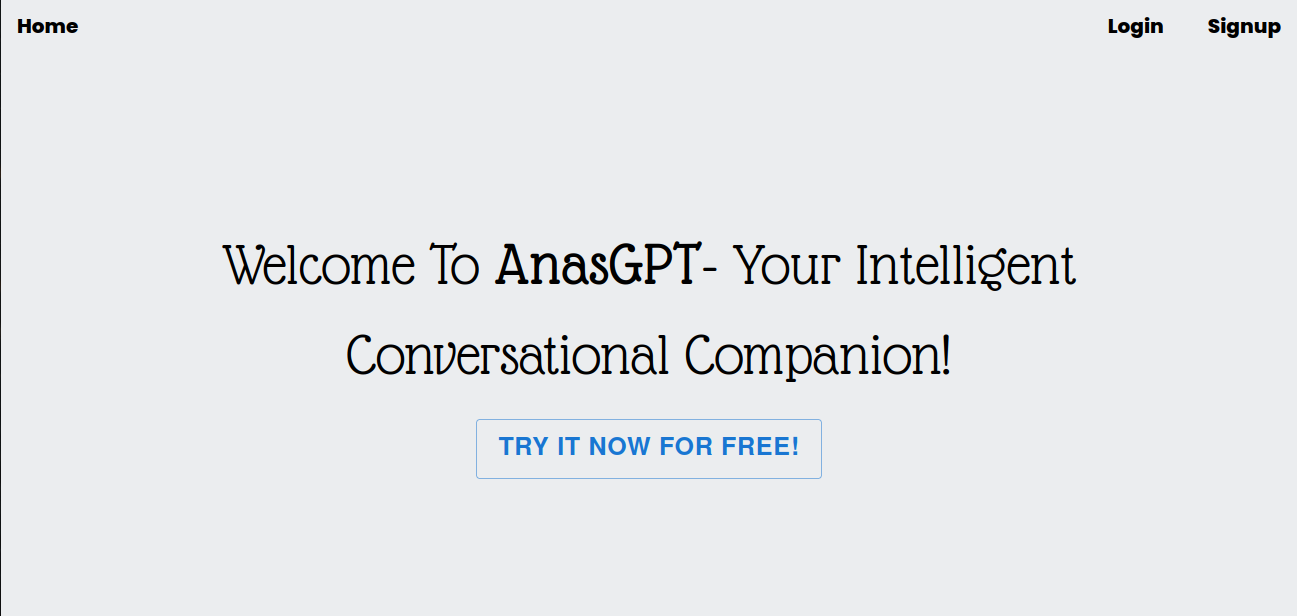 Home Login Signup
Welcome To AnasGPT- Your Intelligent
Conversational Companion!
TRY IT NOW FOR FREE!